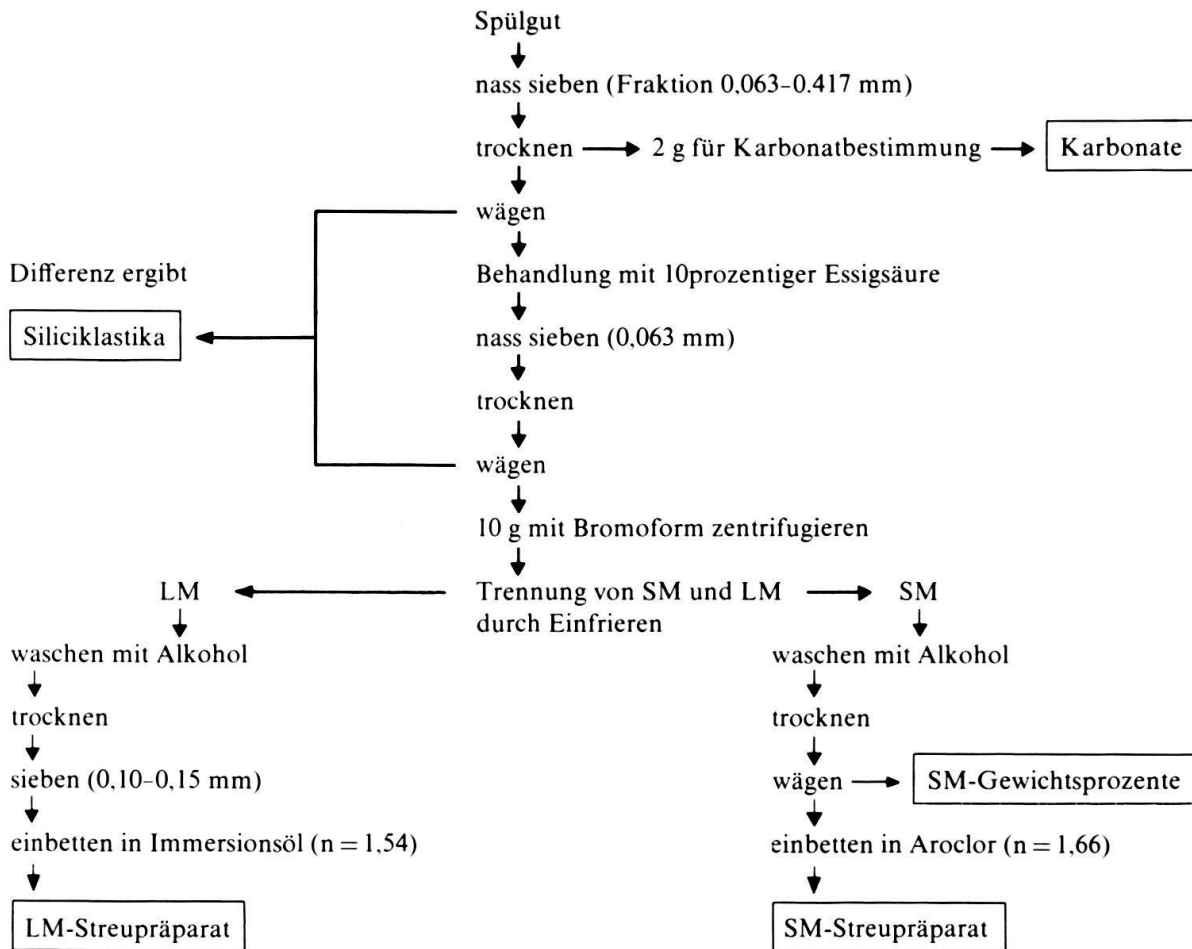 Spülgut
nass sieben (Fraktion 0,063–0.417 mm)
trocknen 2 g für Karbonatbestimmung Karbonate
wägen
Differenz ergibt Behandlung mit 10prozentiger Essigsäure
Siliciklastika nass sieben (0,063 mm)
trocknen
wägen
10 g mit Bromoform zentrifugieren
LM Trennung von SM und LM SM
durch Einfrieren
waschen mit Alkohol waschen mit Alkohol
trocknen trocknen
sieben (0,10–0,15 mm) wägen SM-Gewichtsprozente
einbetten in Immersionsöl (n = 1,54) einbetten in Aroclor (n = 1,66)
LM-Streupräparat SM-Streupräparat